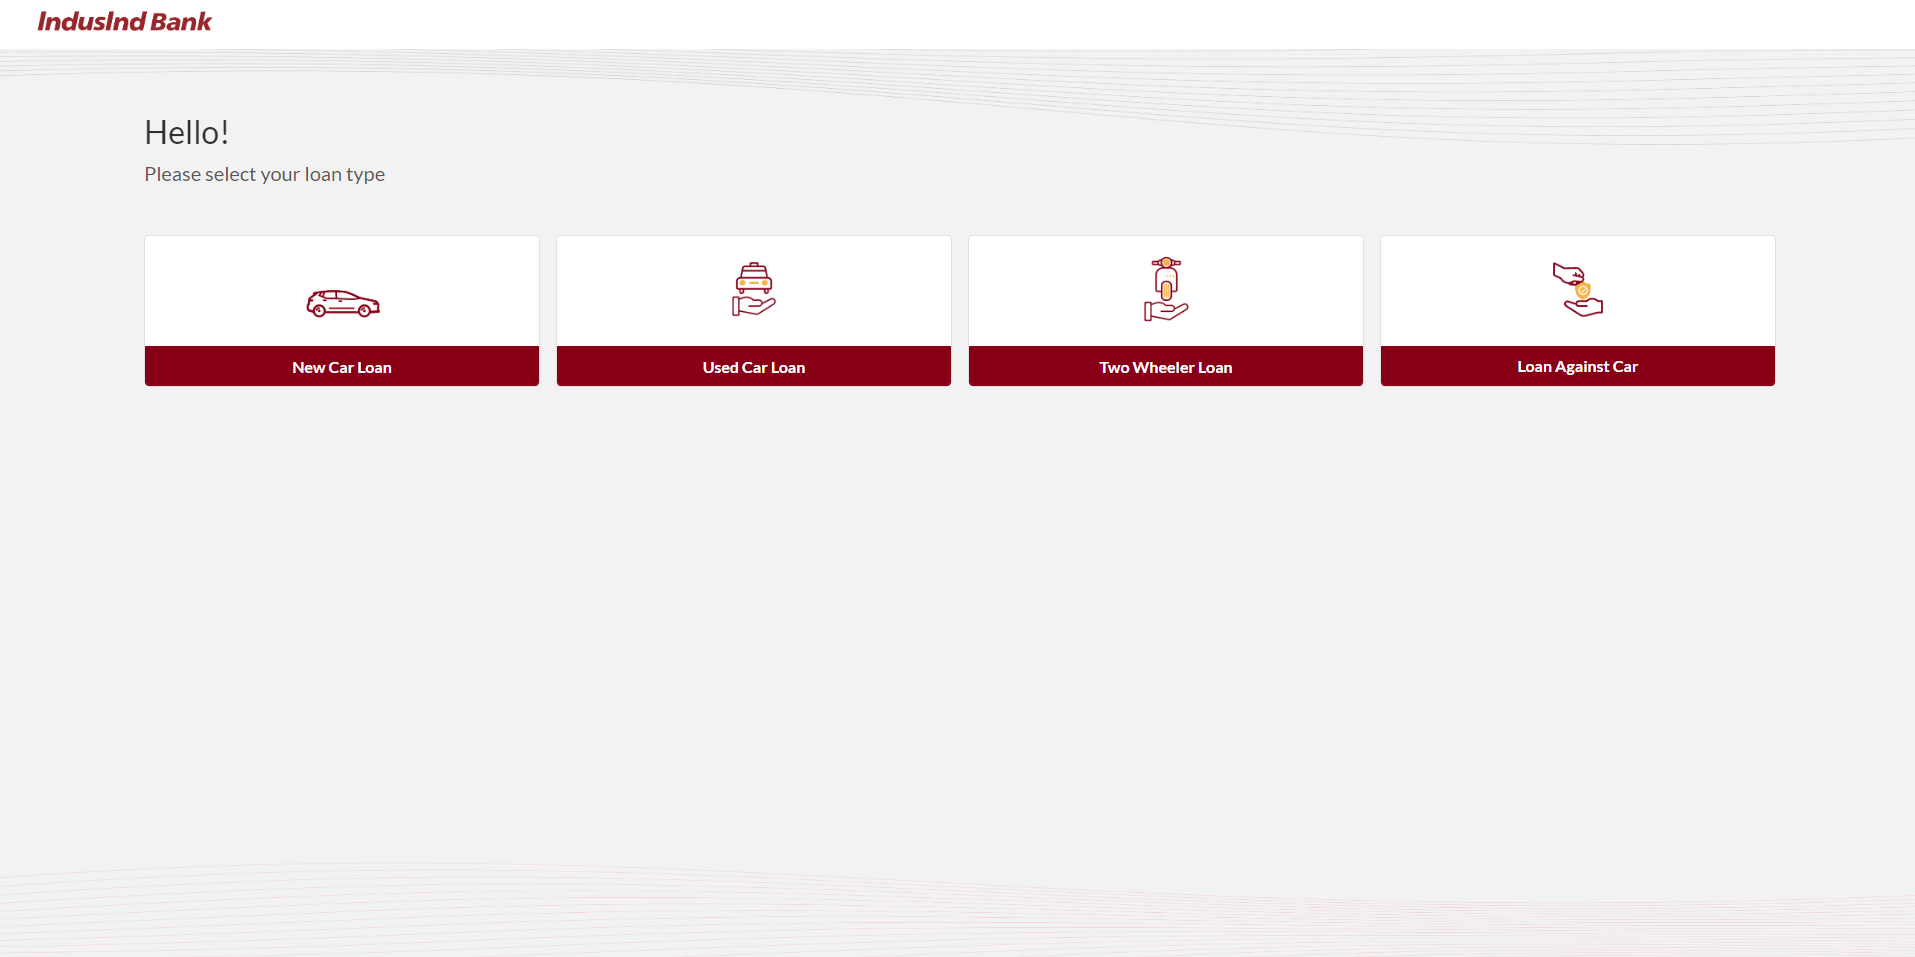 IndusInd Bank
Hello!
Please select your loan type
New Car Loan
Used Car Loan
Two Wheeler Loan
Loan Against Car